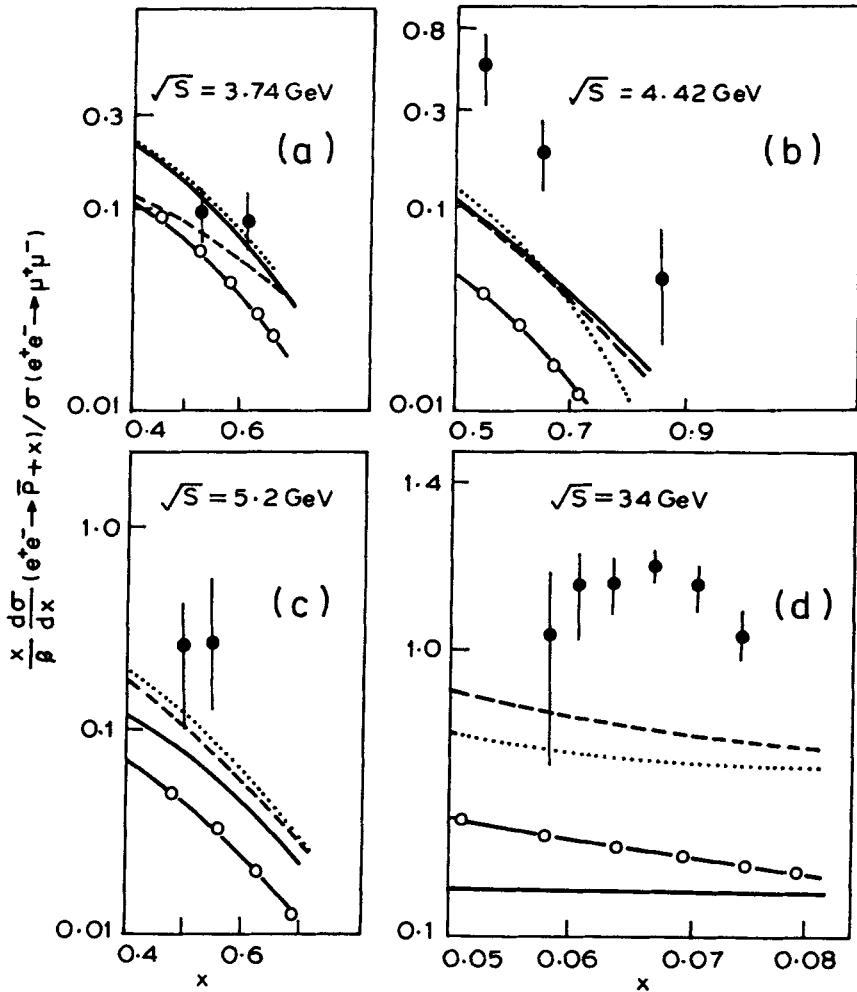 x/β dσ/dx (e⁺e⁻→P̄+x)/σ(e⁺e⁻→μ⁺μ⁻)
√S = 3.74 GeV
(a)
0.3
0.1
0.01
0.4 0.6
√S = 4.42 GeV
(b)
0.8
0.3
0.1
0.01
0.5 0.7 0.9
√S = 5.2 GeV
(c)
1.0
0.1
0.01
0.4 0.6
x
√S = 34 GeV
(d)
1.4
1.0
0.1
0.05 0.06 0.07 0.08
x